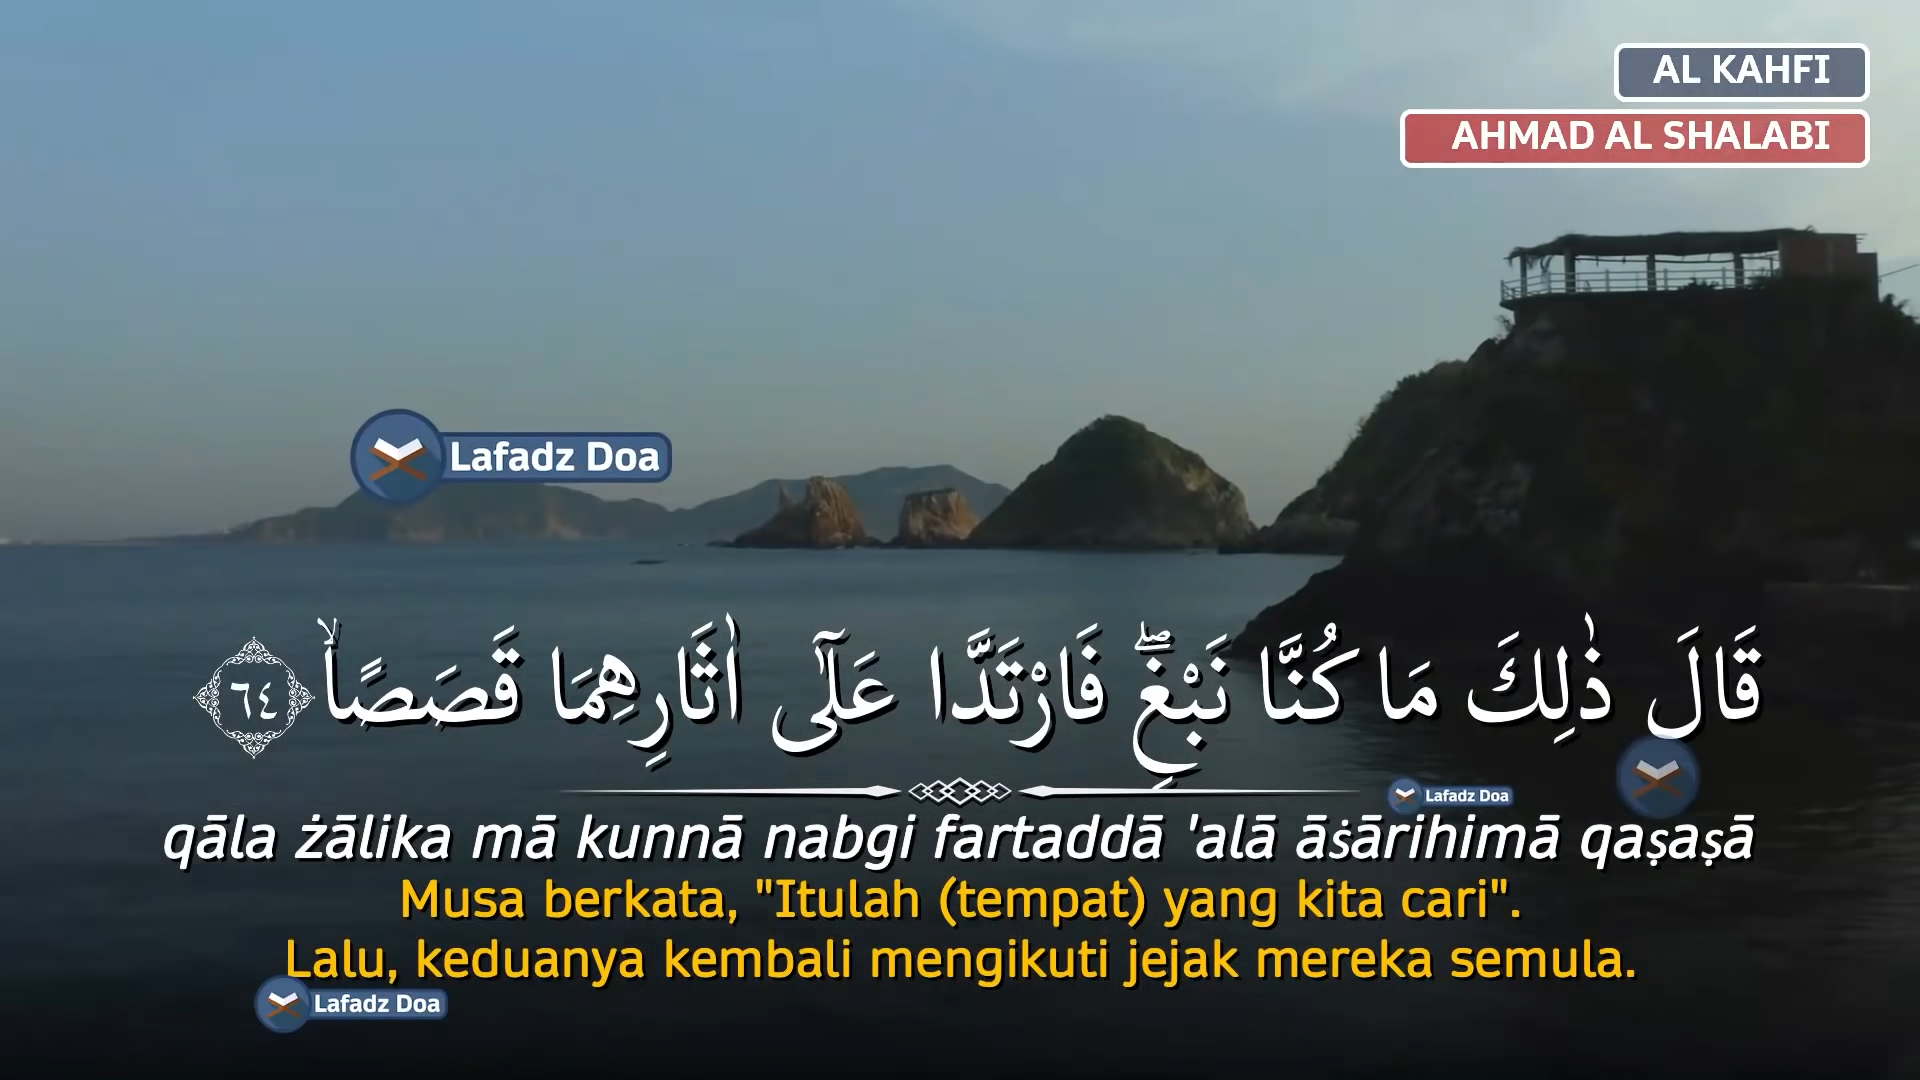 AL KAHFI
AHMAD AL SHALABI
Lafadz Doa
قَالَ ذٰلِكَ مَا كُنَّا نَبْغِۖ فَارْتَدَّا عَلٰٓى اٰثَارِهِمَا قَصَصًاۙ ٦٤
Lafadz Doa
qāla żālika mā kunnā nabgi fartaddā 'alā āṡārihimā qaṣaṣā
Musa berkata, "Itulah (tempat) yang kita cari".
Lalu, keduanya kembali mengikuti jejak mereka semula.
Lafadz Doa